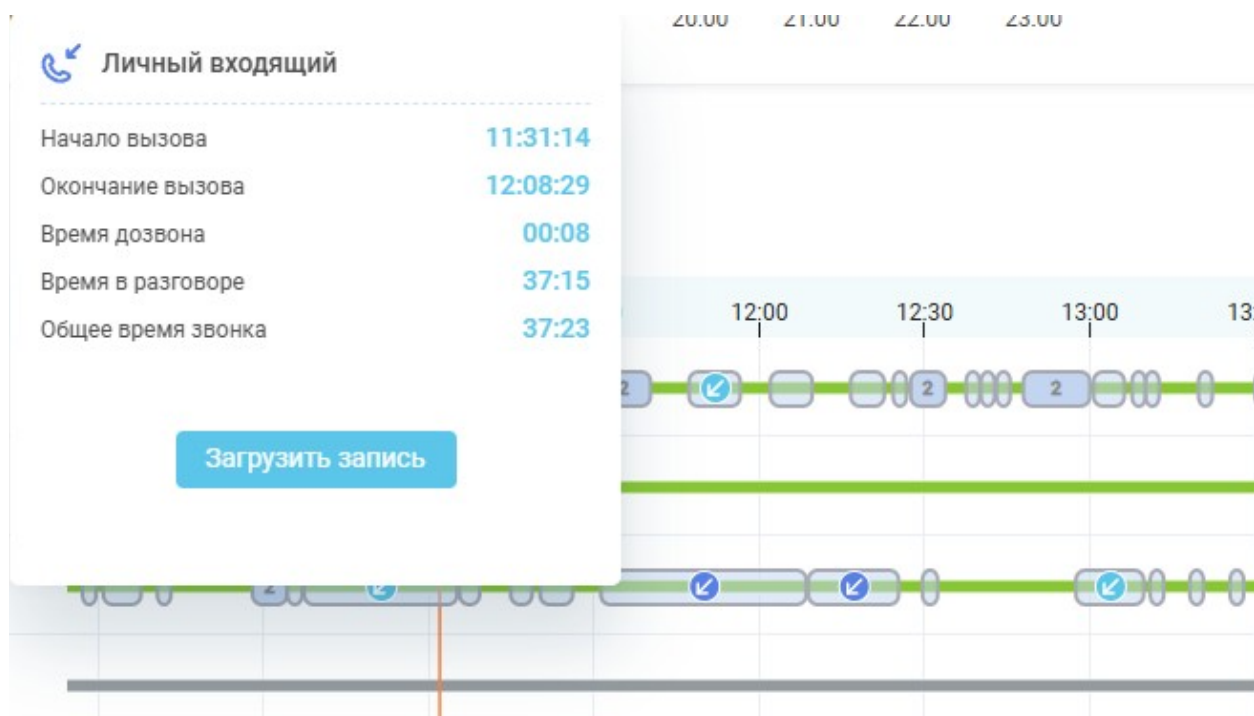 20:00 21:00 22:00 23:00
Личный входящий
Начало вызова 11:31:14
Окончание вызова 12:08:29
Время дозвона 00:08
Время в разговоре 37:15
Общее время звонка 37:23
12:00 12:30 13:00 13:
2 2 2
Загрузить запись
2